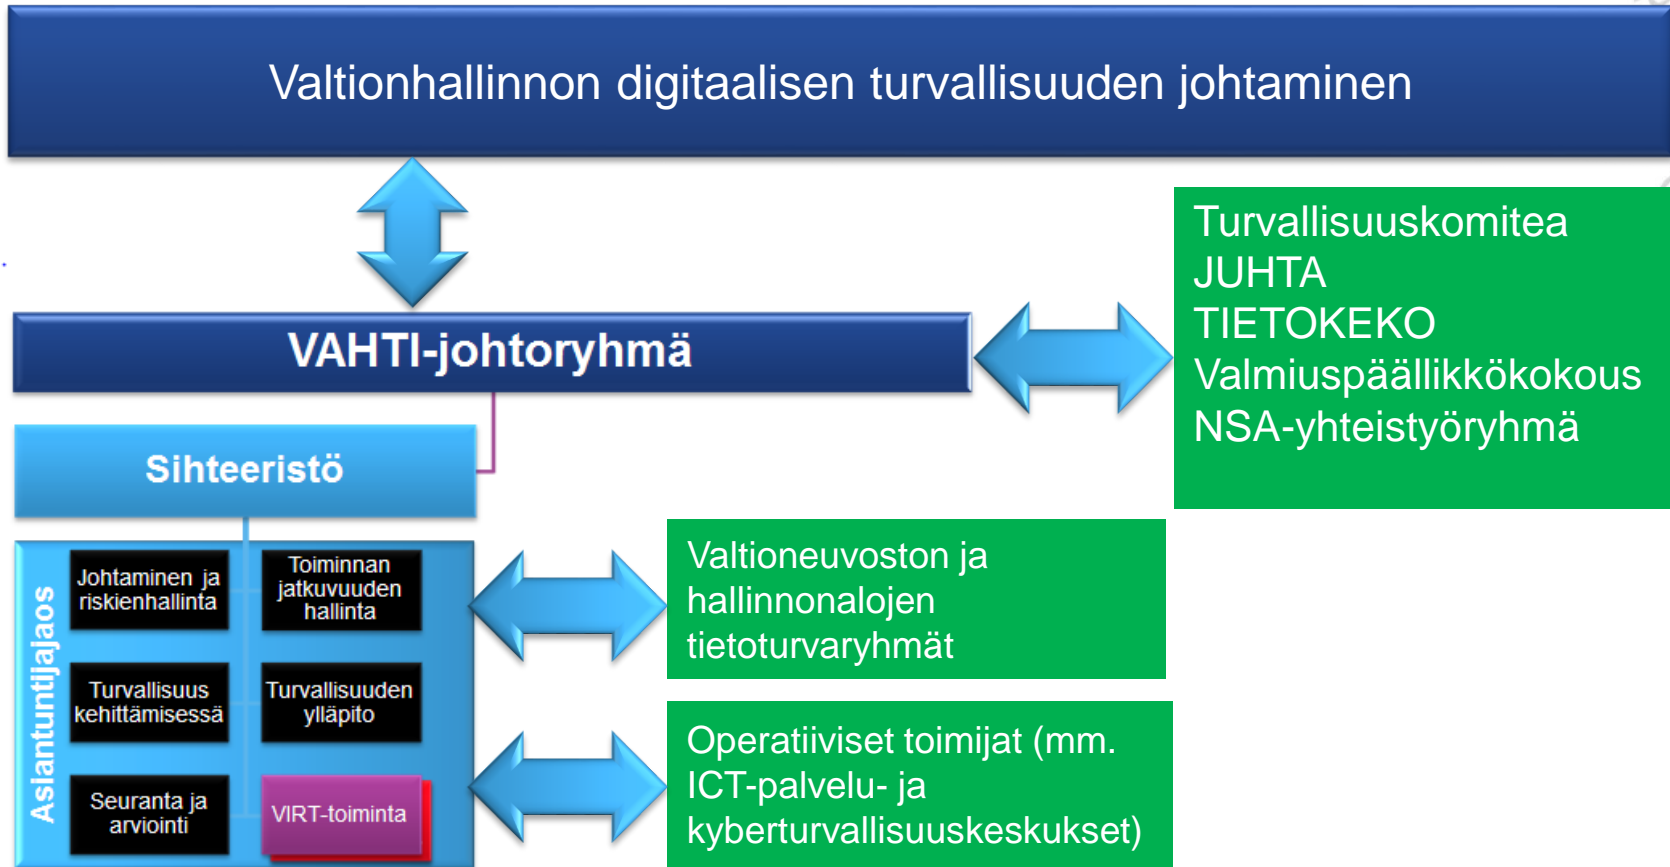 Valtionhallinnon digitaalisen turvallisuuden johtaminen
Turvallisuuskomitea
JUHTA
TIETOKEKO
Valmiuspäällikkökokous
NSA-yhteistyöryhmä
VAHTI-johtoryhmä
Sihteeristö
Asiantuntijajaos
Johtaminen ja
riskienhallinta
Toiminnan
jatkuvuuden
hallinta
Turvallisuus
kehittämisessä
Turvallisuuden
ylläpito
Seuranta ja
arviointi
VIRT-toiminta
Valtioneuvoston ja
hallinnonalojen
tietoturvaryhmät
Operatiiviset toimijat (mm.
ICT-palvelu- ja
kyberturvallisuuskeskukset)